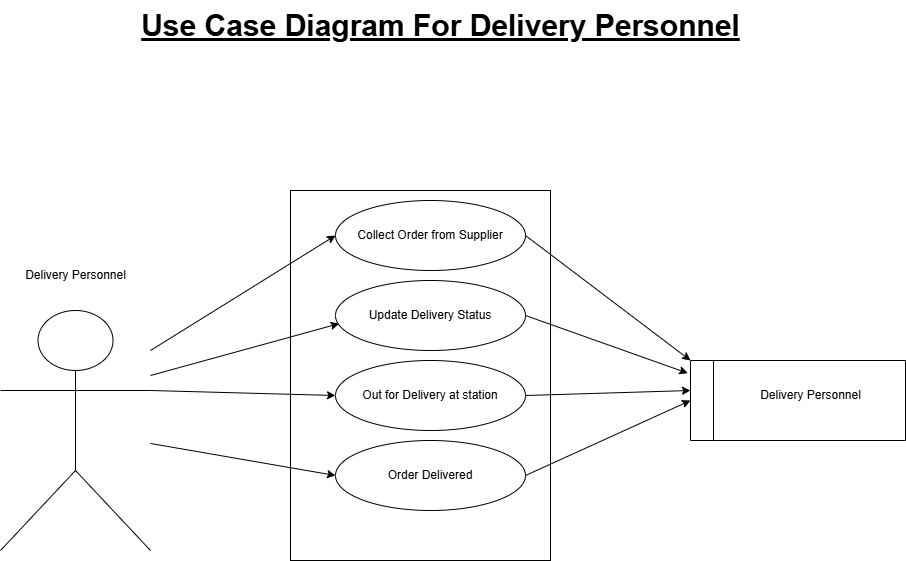 Use Case Diagram For Delivery Personnel
Delivery Personnel
Collect Order from Supplier
Update Delivery Status
Out for Delivery at station
Order Delivered
Delivery Personnel